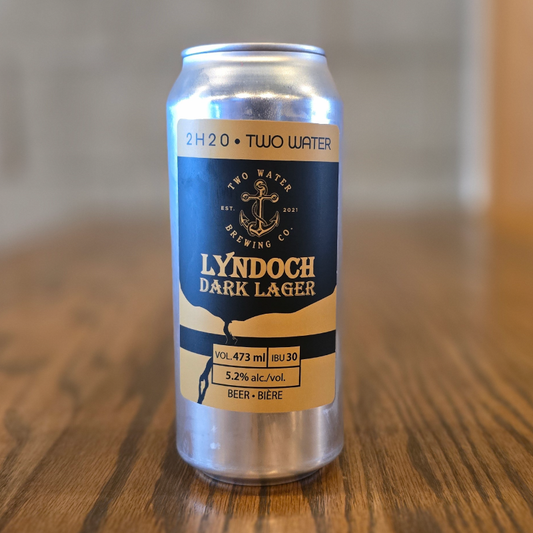 2H2O • TWO WATER
TWO WATER
EST. 2021
BREWING CO.
LYNDOCH
DARK LAGER
VOL. 473 ml IBU 30
5.2% alc./vol.
BEER • BIÈRE